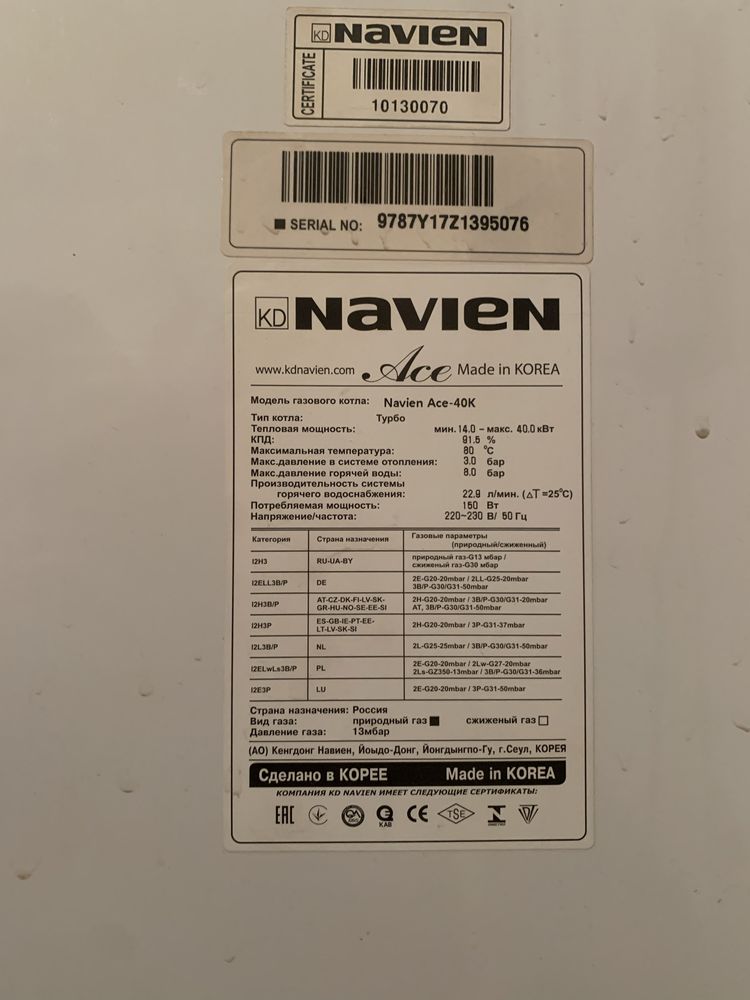 KD NAVIEN
CERTIFICATE
10130070
SERIAL NO: 9787Y17Z1395076
KD NAVIEN
www.kdnavien.com Ace Made in KOREA
Модель газового котла: Navien Ace-40K
Тип котла: Турбо
Тепловая мощность: мин.14.0 – макс. 40.0 кВт
КПД: 91.5 %
Максимальная температура: 80 °C
Макс.давление в системе отопления: 3.0 бар
Макс.давление горячей воды: 8.0 бар
Производительность системы
горячего водоснабжения: 22.9 л/мин. (△T =25°C)
Потребляемая мощность: 150 Вт
Напряжение/частота: 220~230 В/ 50 Гц
Категория Страна назначения Газовые параметры
(природный/сжиженный)
I2H3 RU-UA-BY природный газ-G13 мбар /
сжиженый газ-G30 мбар
I2ELL3B/P DE 2E-G20-20mbar / 2LL-G25-20mbar
3B/P-G30/G31-50mbar
I2H3B/P AT-CZ-DK-FI-LV-SK-
GR-HU-NO-SE-EE-SI
2H-G20-20mbar / 3B/P-G30/G31-20mbar
AT, 3B/P-G30/G31-50mbar
I2H3P ES-GB-IE-PT-EE-
LT-LV-SK-SI
2H-G20-20mbar / 3P-G31-37mbar
I2L3B/P NL 2L-G25-25mbar / 3B/P-G30/G31-50mbar
I2ELwLs3B/P PL 2E-G20-20mbar / 2Lw-G27-20mbar
2Ls-GZ350-13mbar / 3B/P-G30/G31-36mbar
I2E3P LU 2E-G20-20mbar / 3P-G31-50mbar
Страна назначения: Россия
Вид газа: природный газ ■ сжиженый газ □
Давление газа: 13мбар
(АО) Кенгдонг Навиен, Йоыдо-Донг, Йонгдынгпо-Гу, г.Сеул, КОРЕЯ
Сделано в КОРЕЕ Made in KOREA
КОМПАНИЯ KD NAVIEN ИМЕЕТ СЛЕДУЮЩИЕ СЕРТИФИКАТЫ:
EAC KAB CE TSE